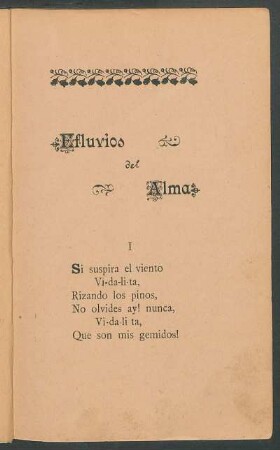 Efluvios
del
Alma
I
Si suspira el viento
Vi-da-li-ta,
Rizando los pinos,
No olvides ay! nunca,
Vi-da-li ta,
Que son mis gemidos!